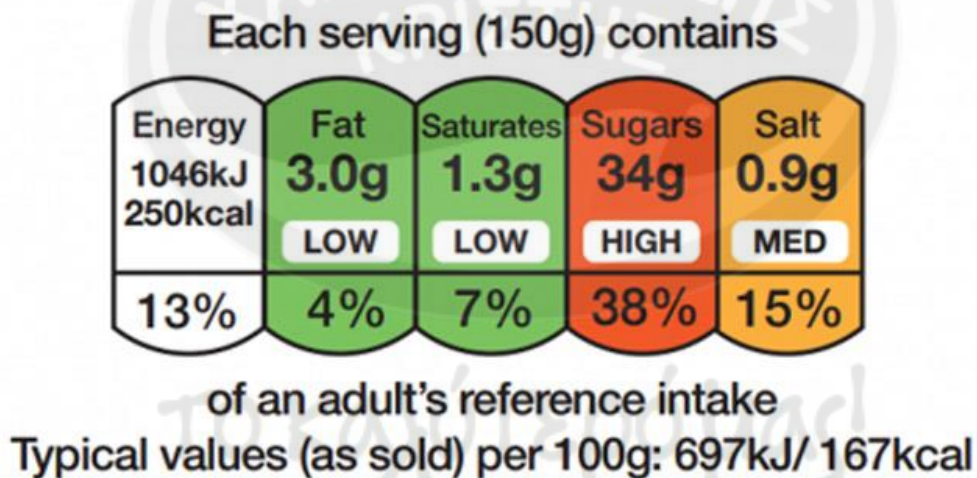 Each serving (150g) contains
Energy Fat Saturates Sugars Salt
1046kJ 3.0g 1.3g 34g 0.9g
250kcal
LOW LOW HIGH MED
13% 4% 7% 38% 15%
of an adult's reference intake
Typical values (as sold) per 100g: 697kJ/ 167kcal